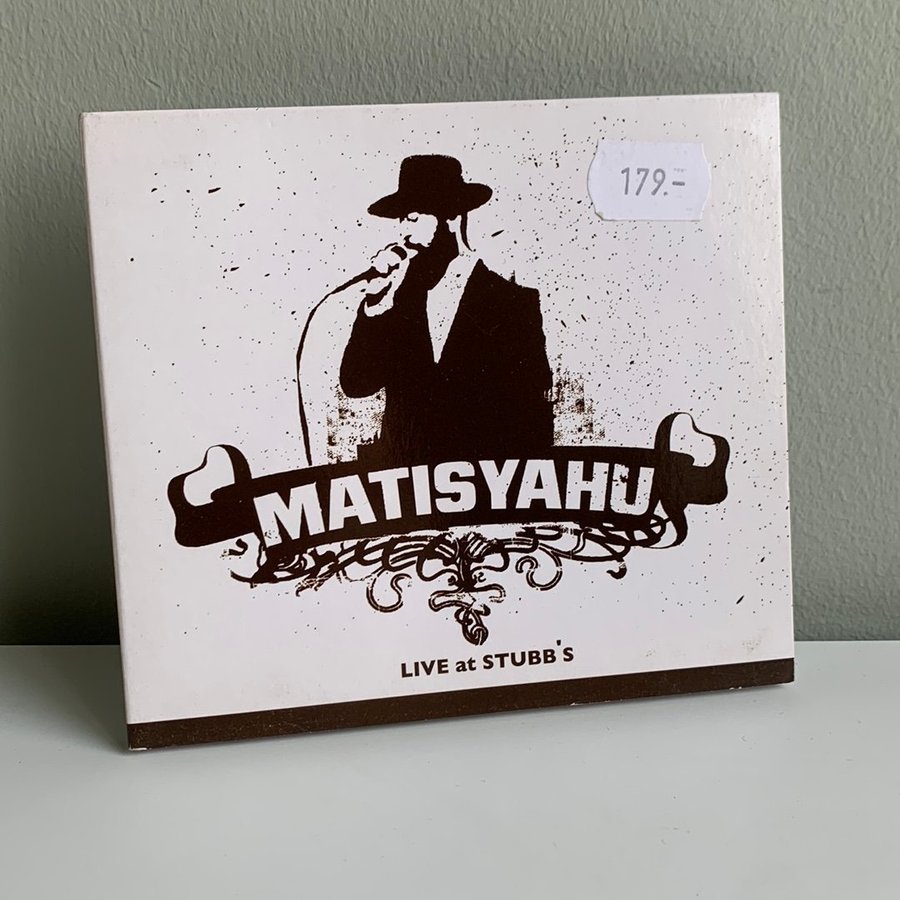 179.-
MATISYAHU
LIVE at STUBB'S